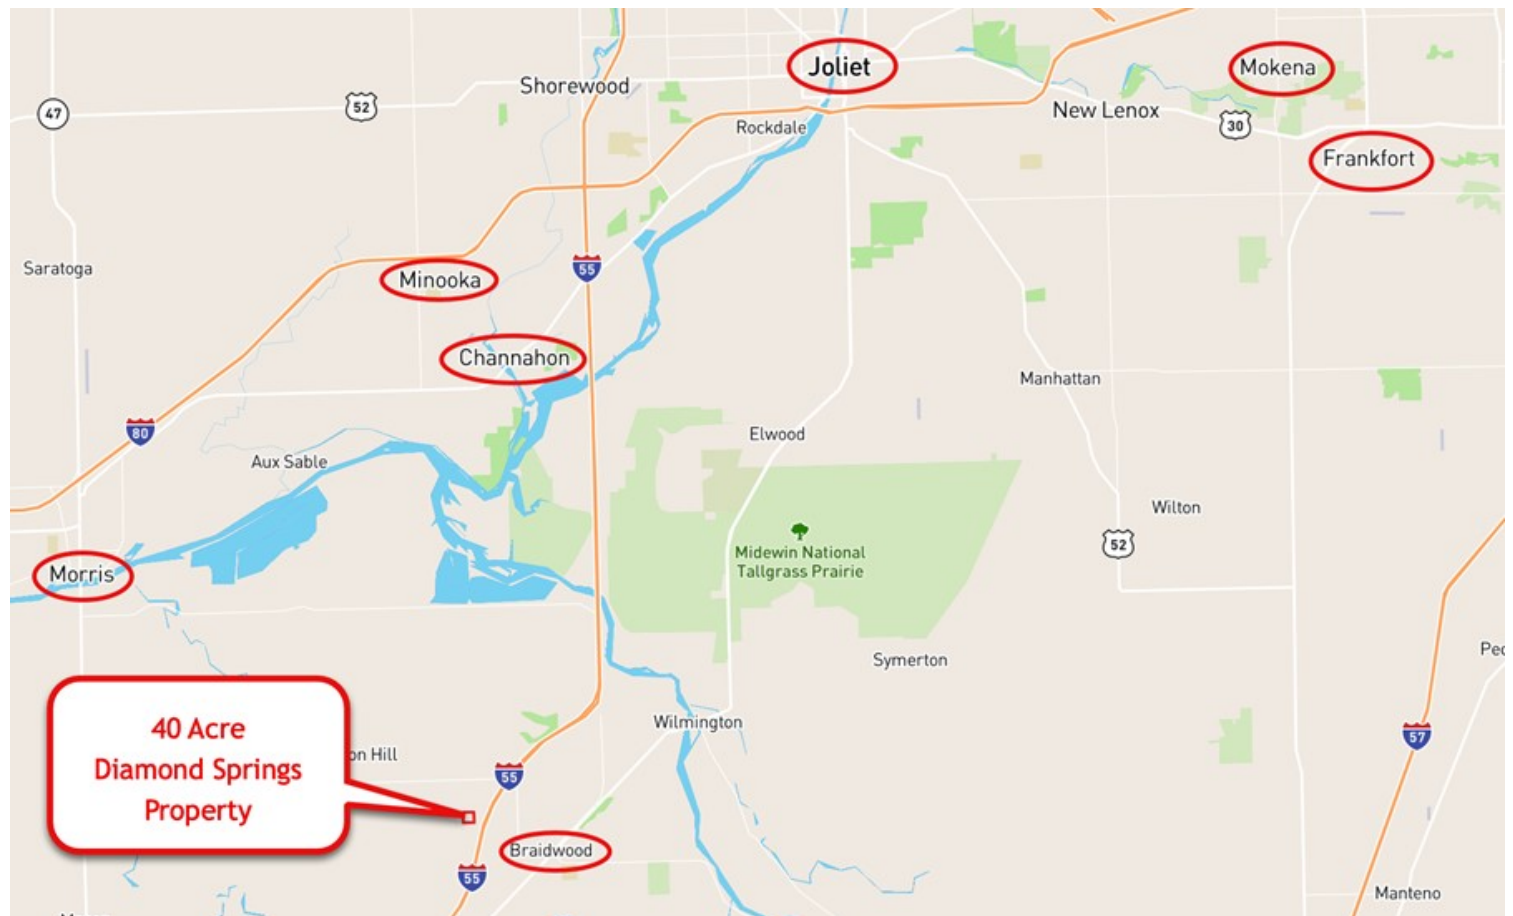 Joliet
Mokena
Shorewood
47
52
New Lenox
30
Rockdale
Frankfort
Saratoga
55
Minooka
Channahon
Manhattan
80
Elwood
Aux Sable
Wilton
Midewin National
Tallgrass Prairie
52
Morris
Symerton
40 Acre
Diamond Springs
Property
on Hill
Wilmington
57
55
Braidwood
55
Manteno